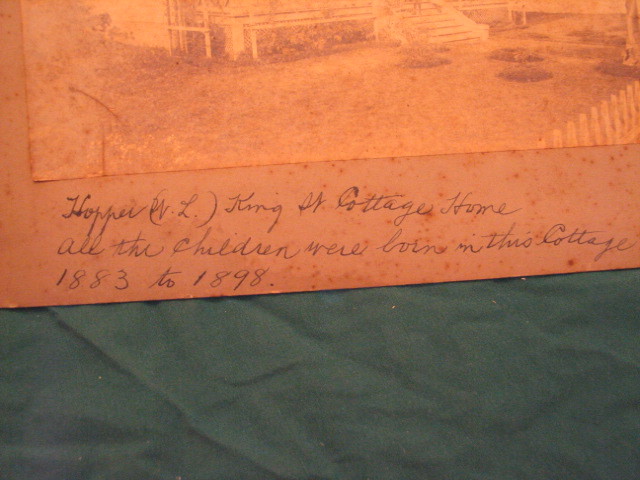 Hopper (W. L.) King St Cottage Home
all the children were born in this Cottage
1883 to 1898.